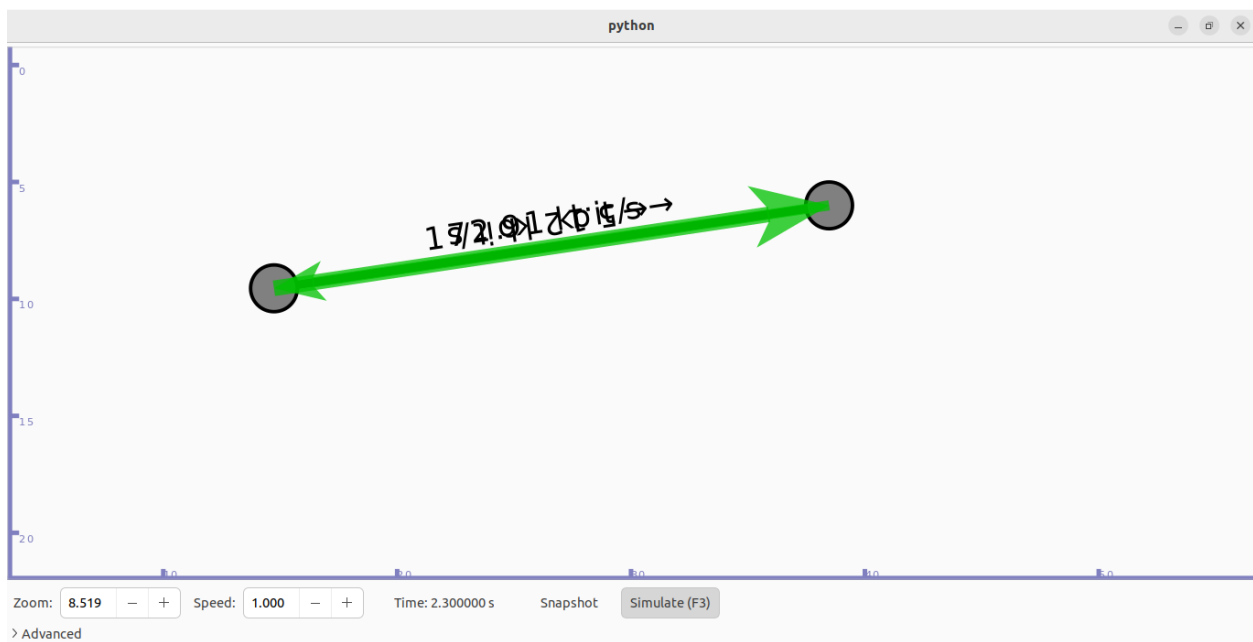 python
0
5
10
15
20
10 20 30 40 50
Zoom: 8.519 − + Speed: 1.000 − + Time: 2.300000 s Snapshot Simulate (F3)
Advanced